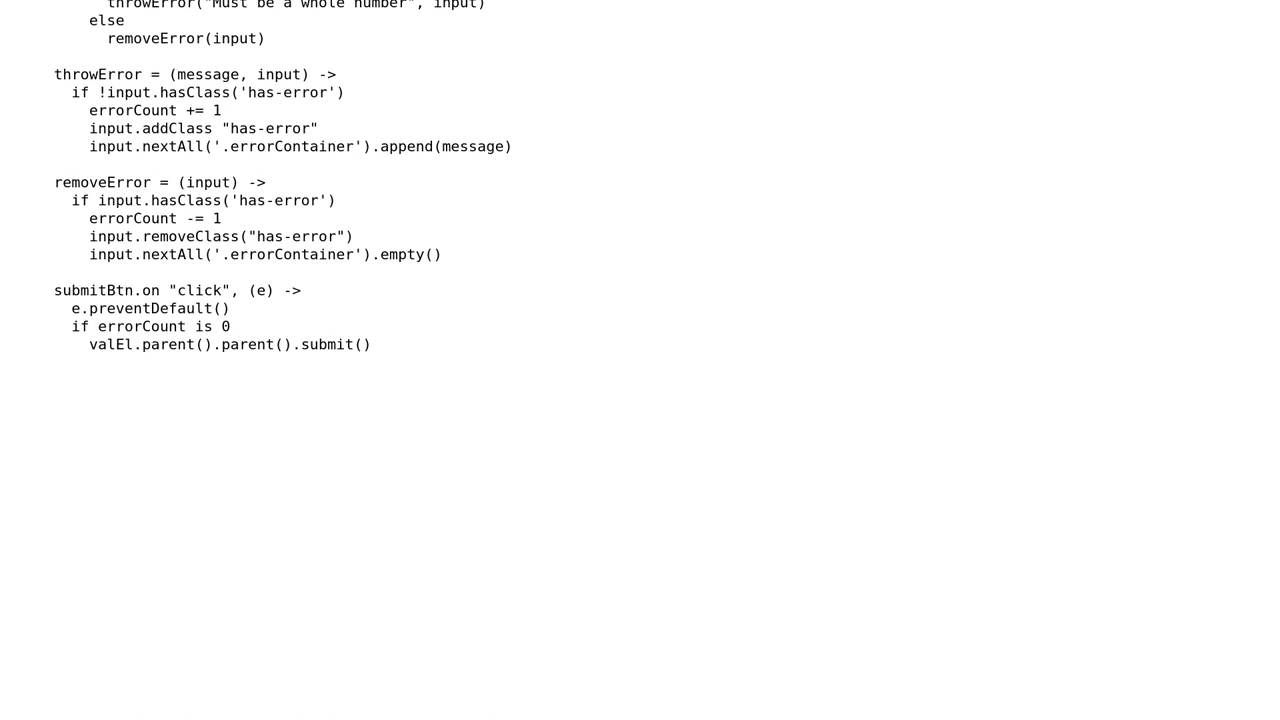 throwError("Must be a whole number", input)
else
removeError(input)
throwError = (message, input) ->
if !input.hasClass('has-error')
errorCount += 1
input.addClass "has-error"
input.nextAll('.errorContainer').append(message)
removeError = (input) ->
if input.hasClass('has-error')
errorCount -= 1
input.removeClass("has-error")
input.nextAll('.errorContainer').empty()
submitBtn.on "click", (e) ->
e.preventDefault()
if errorCount is 0
valEl.parent().parent().submit()